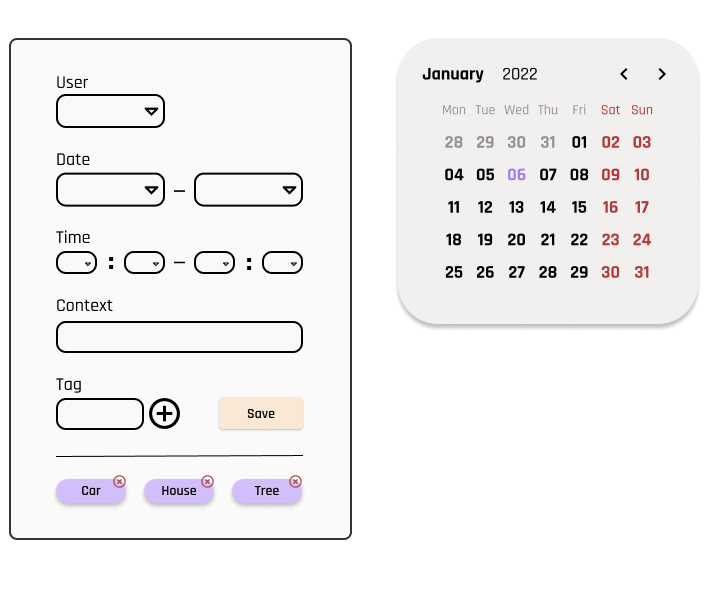 User
Date
–
Time
: – :
Context
Tag
Save
Car House Tree
January 2022
Mon Tue Wed Thu Fri Sat Sun
28 29 30 31 01 02 03
04 05 06 07 08 09 10
11 12 13 14 15 16 17
18 19 20 21 22 23 24
25 26 27 28 29 30 31